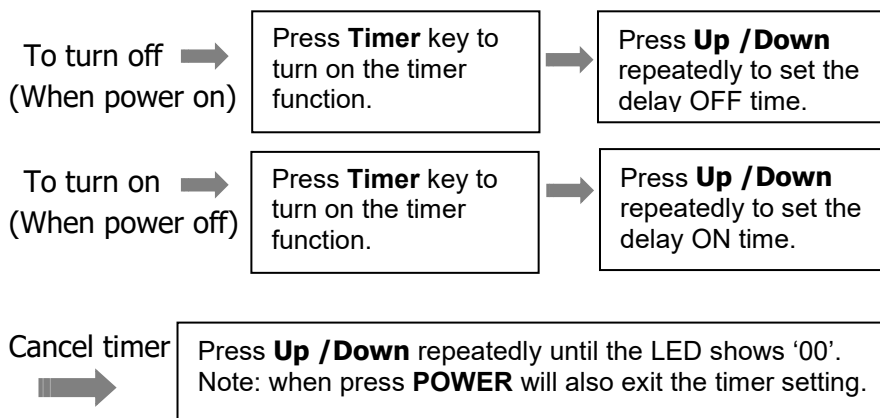 To turn off
(When power on)
Press Timer key to
turn on the timer
function.
Press Up /Down
repeatedly to set the
delay OFF time.
To turn on
(When power off)
Press Timer key to
turn on the timer
function.
Press Up /Down
repeatedly to set the
delay ON time.
Cancel timer
Press Up /Down repeatedly until the LED shows ‘00’.
Note: when press POWER will also exit the timer setting.